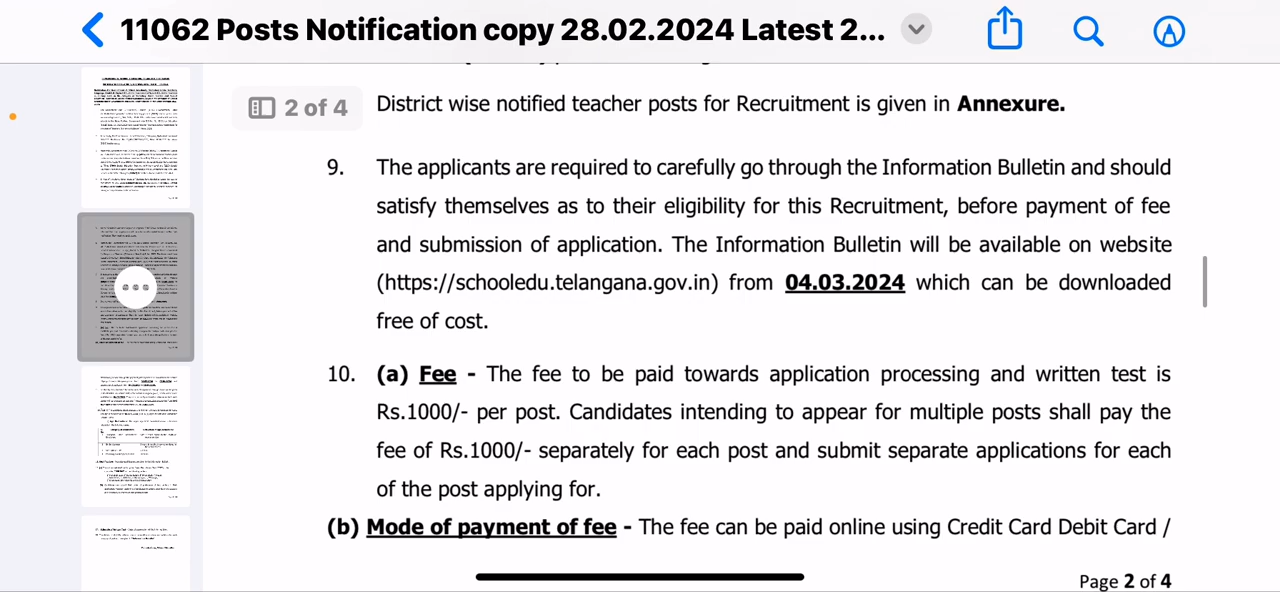 11062 Posts Notification copy 28.02.2024 Latest 2...
2 of 4
District wise notified teacher posts for Recruitment is given in Annexure.
9. The applicants are required to carefully go through the Information Bulletin and should
satisfy themselves as to their eligibility for this Recruitment, before payment of fee
and submission of application. The Information Bulletin will be available on website
(https://schooledu.telangana.gov.in) from 04.03.2024 which can be downloaded
free of cost.
10. (a) Fee - The fee to be paid towards application processing and written test is
Rs.1000/- per post. Candidates intending to appear for multiple posts shall pay the
fee of Rs.1000/- separately for each post and submit separate applications for each
of the post applying for.
(b) Mode of payment of fee - The fee can be paid online using Credit Card Debit Card /
Page 2 of 4